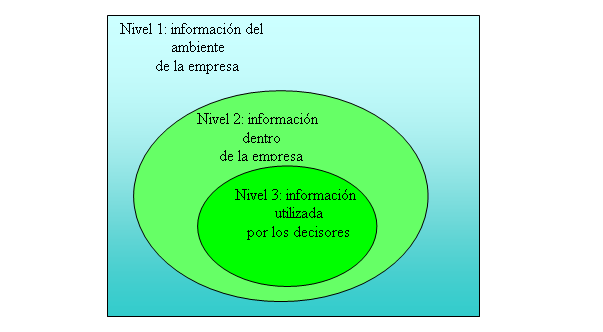 Nivel 1: información del
ambiente
de la empresa
Nivel 2: información
dentro
de la empresa
Nivel 3: información
utilizada
por los decisores